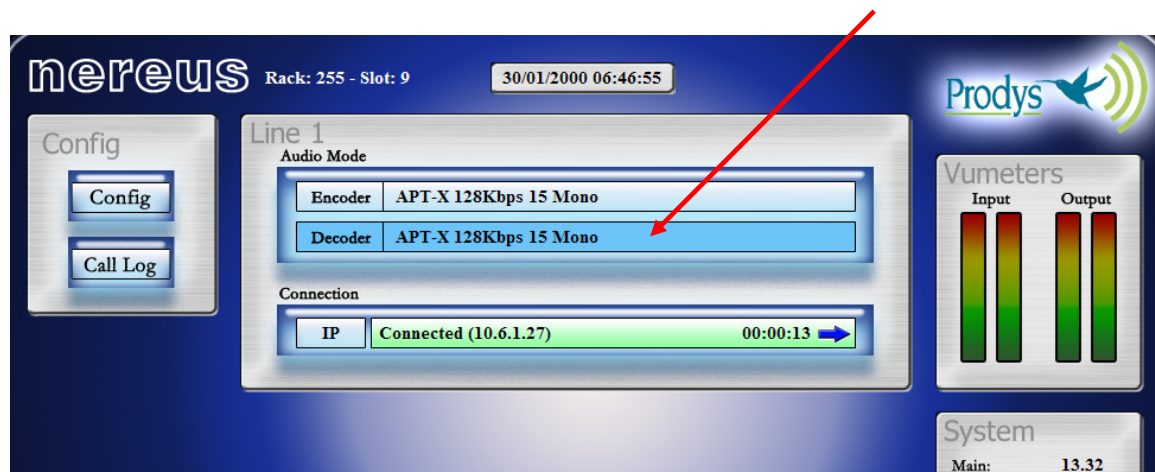 nereus Rack: 255 - Slot: 9 30/01/2000 06:46:55
Prodys
Config
Config
Call Log
Line 1
Audio Mode
Encoder APT-X 128Kbps 15 Mono
Decoder APT-X 128Kbps 15 Mono
Connection
IP Connected (10.6.1.27) 00:00:13
Vumeters
Input Output
System
Main: 13.32